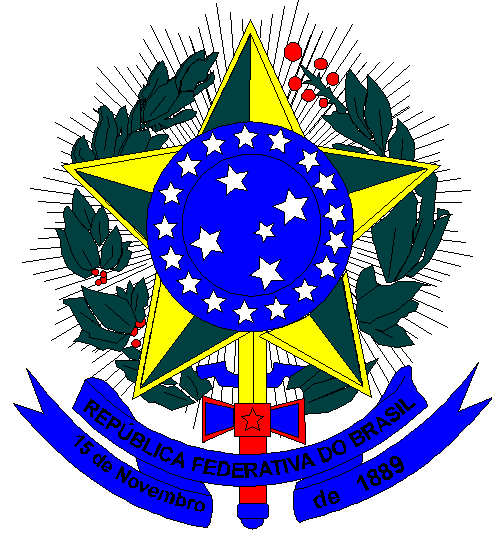 REPÚBLICA FEDERATIVA DO BRASIL
15 de Novembro
de 1889